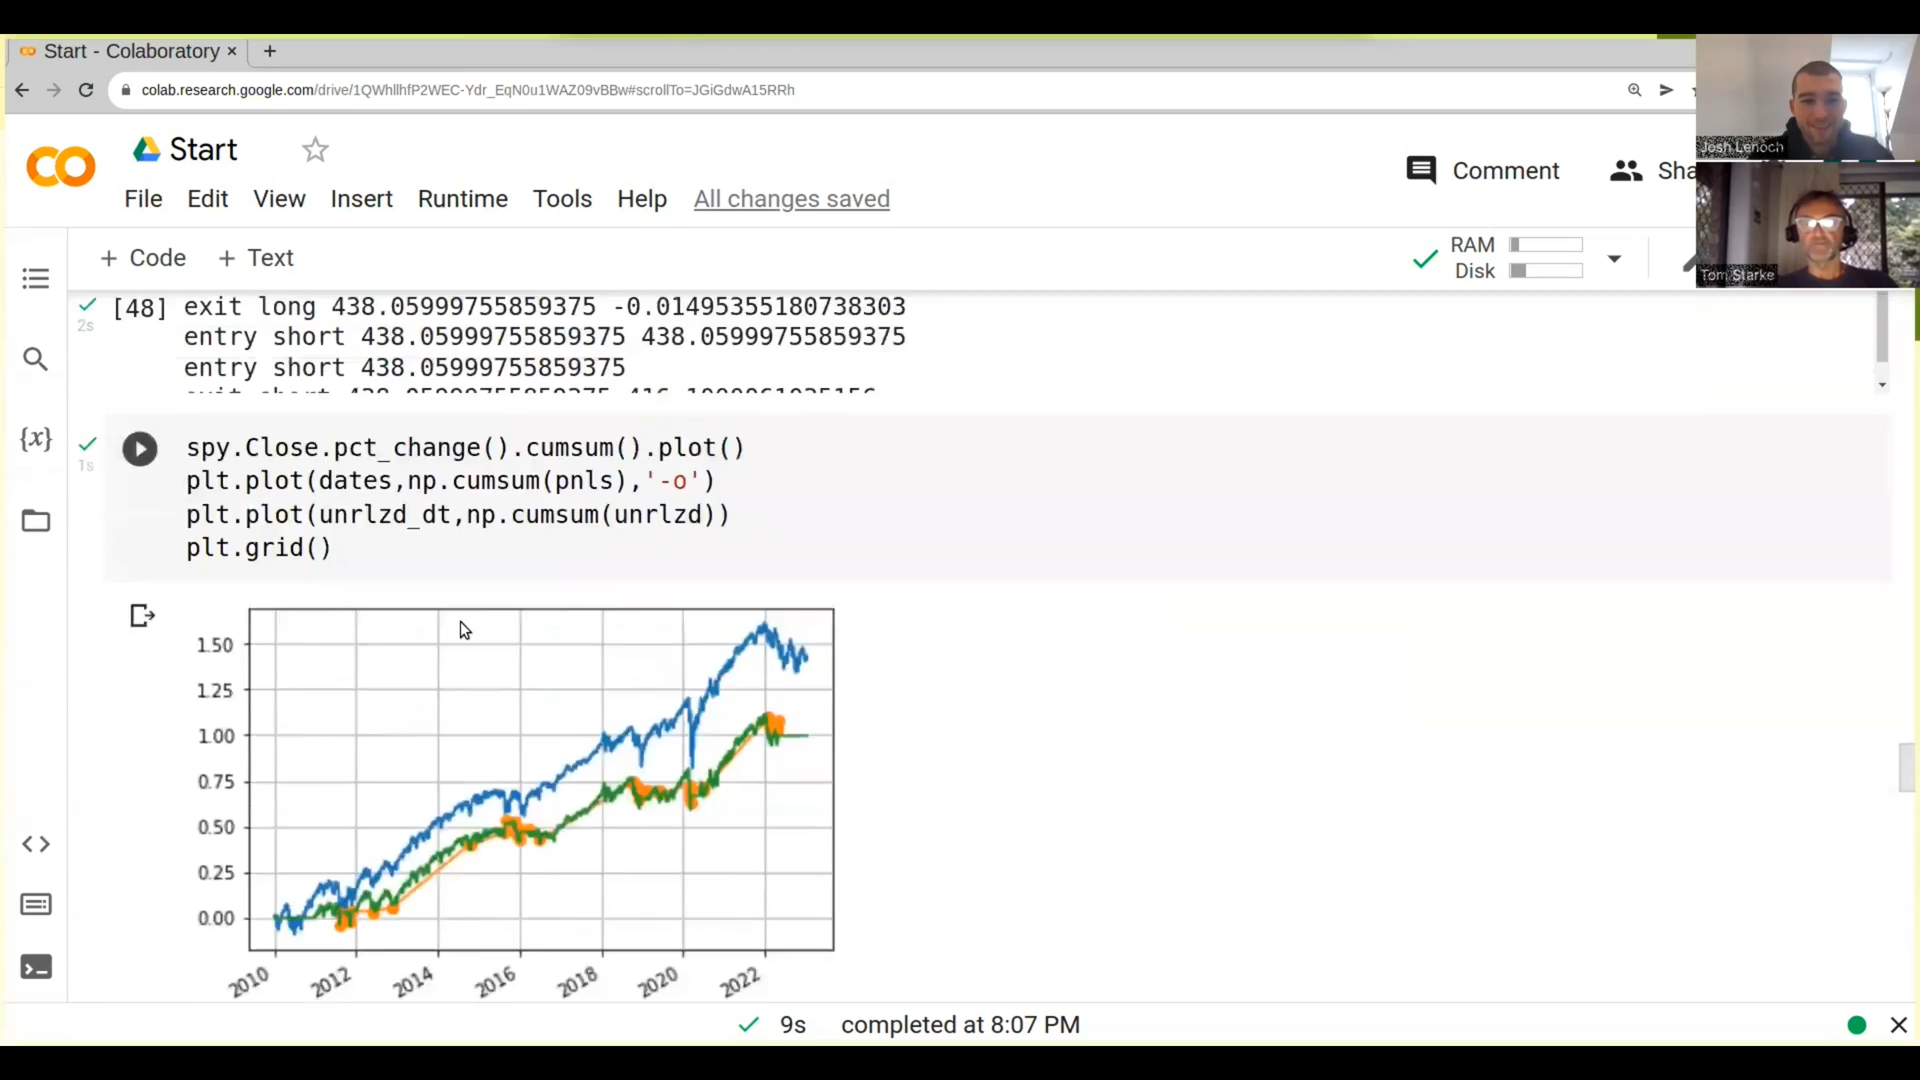 Start - Colaboratory × +
colab.research.google.com/drive/1QWhllhfP2WEC-Ydr_EqN0u1WAZ09vBBw#scrollTo=JGiGdwA15RRh
Josh Lenoch
CO
Start
Comment
Sha
File Edit View Insert Runtime Tools Help All changes saved
+ Code + Text
RAM
Disk
Tom Starke
[48] exit long 438.05999755859375 -0.01495355180738303
2s
entry short 438.05999755859375 438.05999755859375
entry short 438.05999755859375
{x}
spy.Close.pct_change().cumsum().plot()
1s
plt.plot(dates,np.cumsum(pnls),'-o')
plt.plot(unrlzd_dt,np.cumsum(unrlzd))
plt.grid()
1.50
1.25
1.00
0.75
0.50
0.25
0.00
2010 2012 2014 2016 2018 2020 2022
9s completed at 8:07 PM